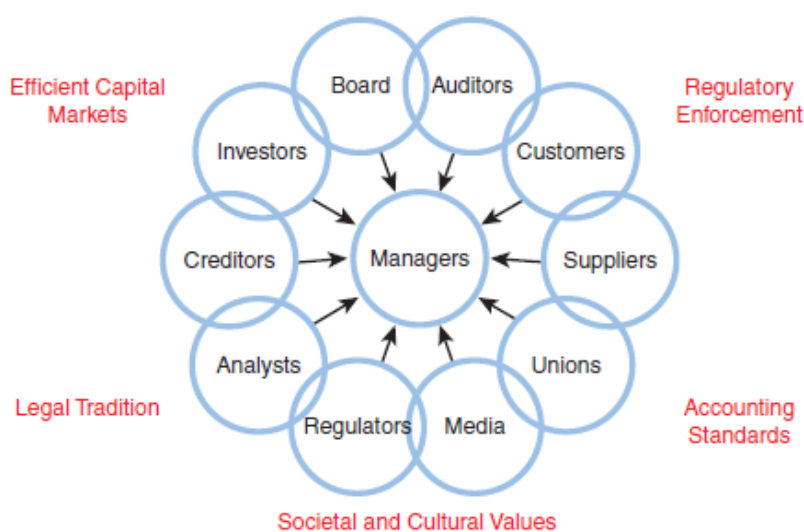 Board
Auditors
Efficient Capital
Markets
Regulatory
Enforcement
Investors
Customers
Creditors
Managers
Suppliers
Analysts
Unions
Legal Tradition
Regulators
Media
Accounting
Standards
Societal and Cultural Values